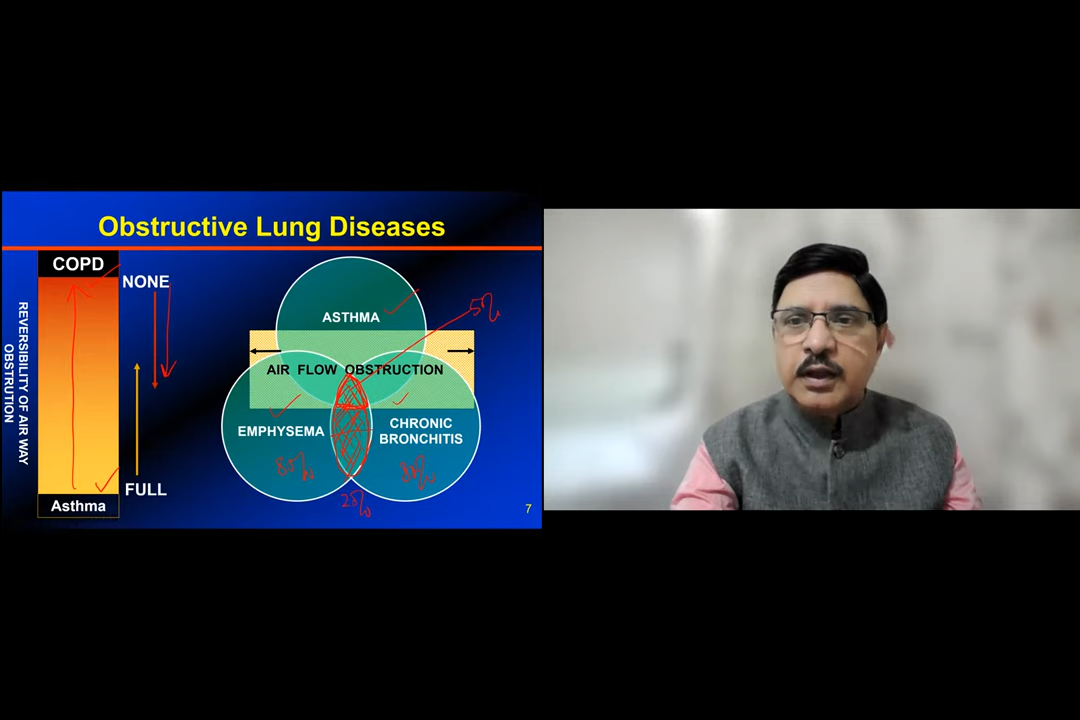 Obstructive Lung Diseases
COPD
NONE
REVERSIBILITY OF AIR WAY
OBSTRUTION
FULL
Asthma
ASTHMA
5%
AIR FLOW OBSTRUCTION
EMPHYSEMA
CHRONIC
BRONCHITIS
7